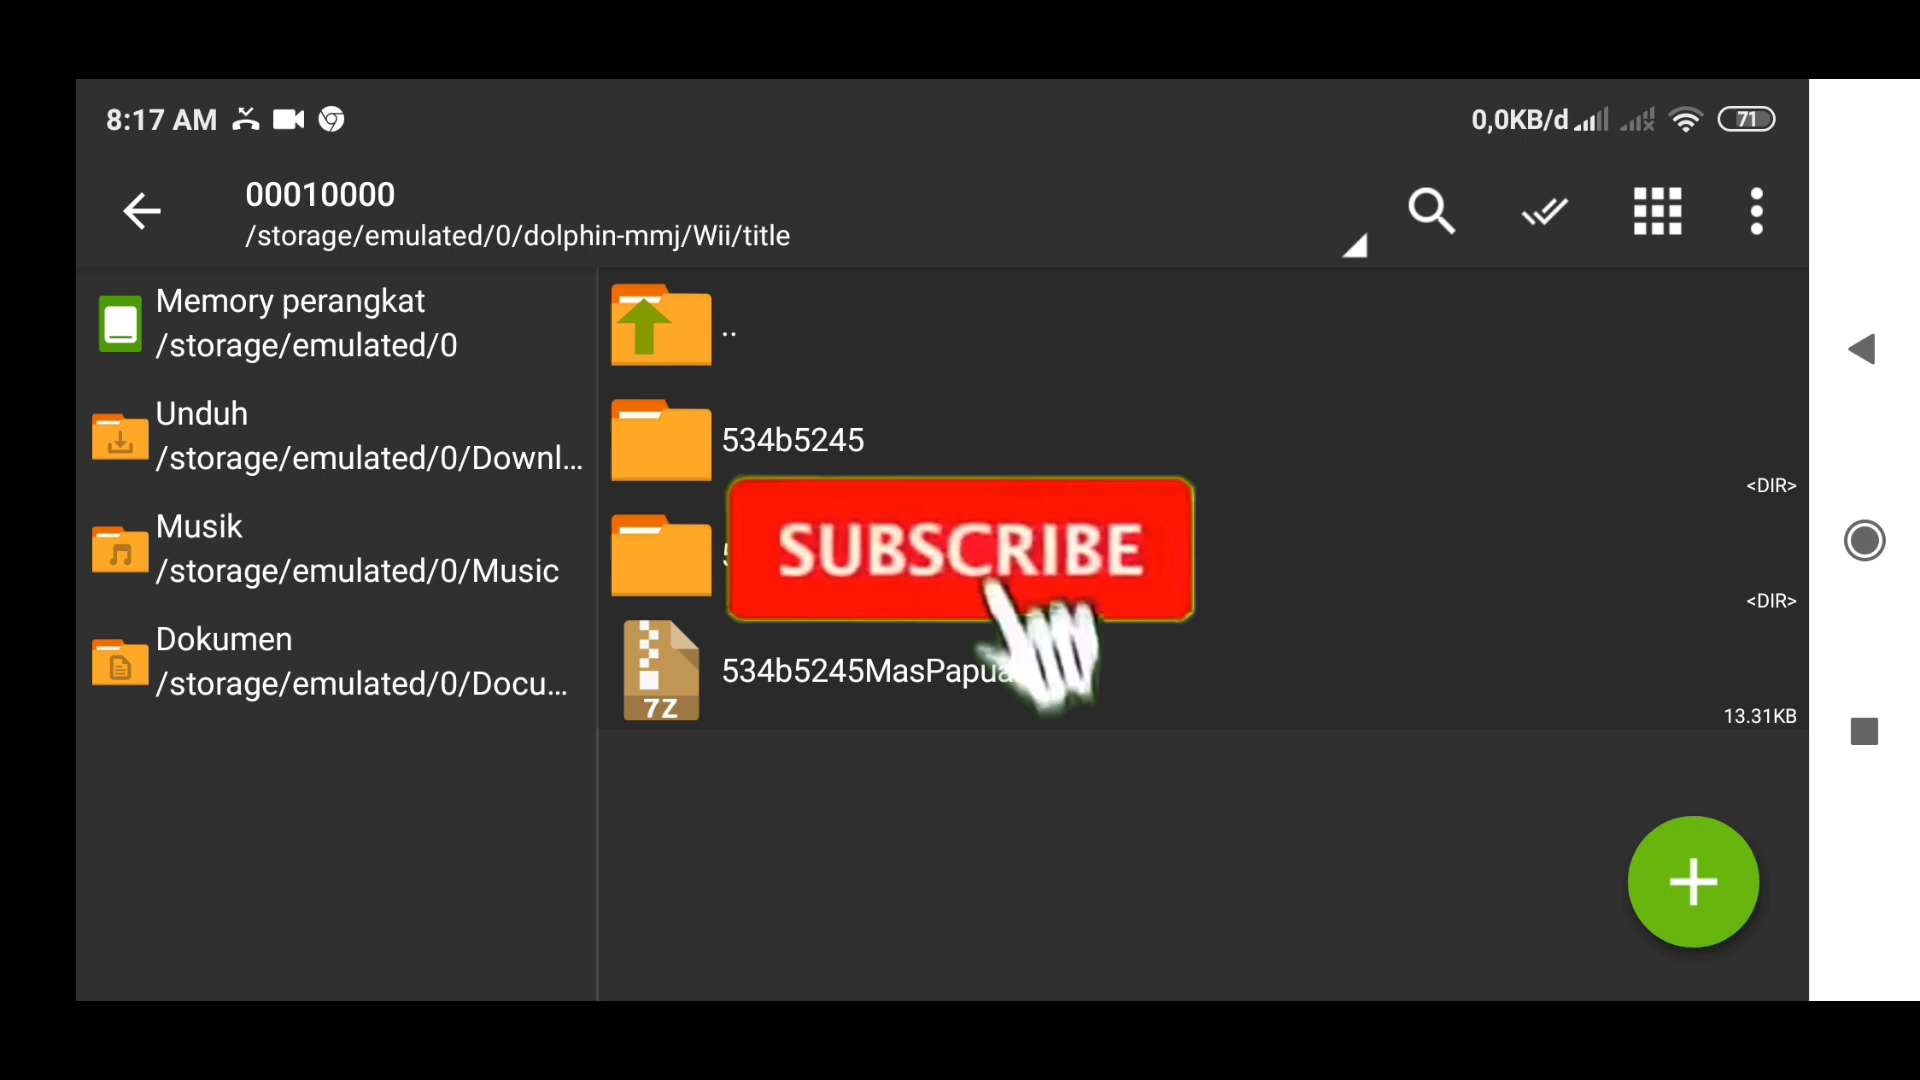 8:17 AM
0,0KB/d
71
00010000
/storage/emulated/0/dolphin-mmj/Wii/title
Memory perangkat
/storage/emulated/0
Unduh
/storage/emulated/0/Downl...
Musik
/storage/emulated/0/Music
Dokumen
/storage/emulated/0/Docu...
..
534b5245
<DIR>
SUBSCRIBE
<DIR>
7Z
534b5245MasPapua
13.31KB